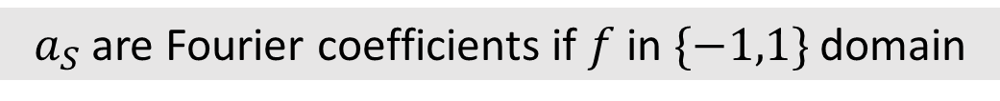 a_S are Fourier coefficients if f in {−1,1} domain